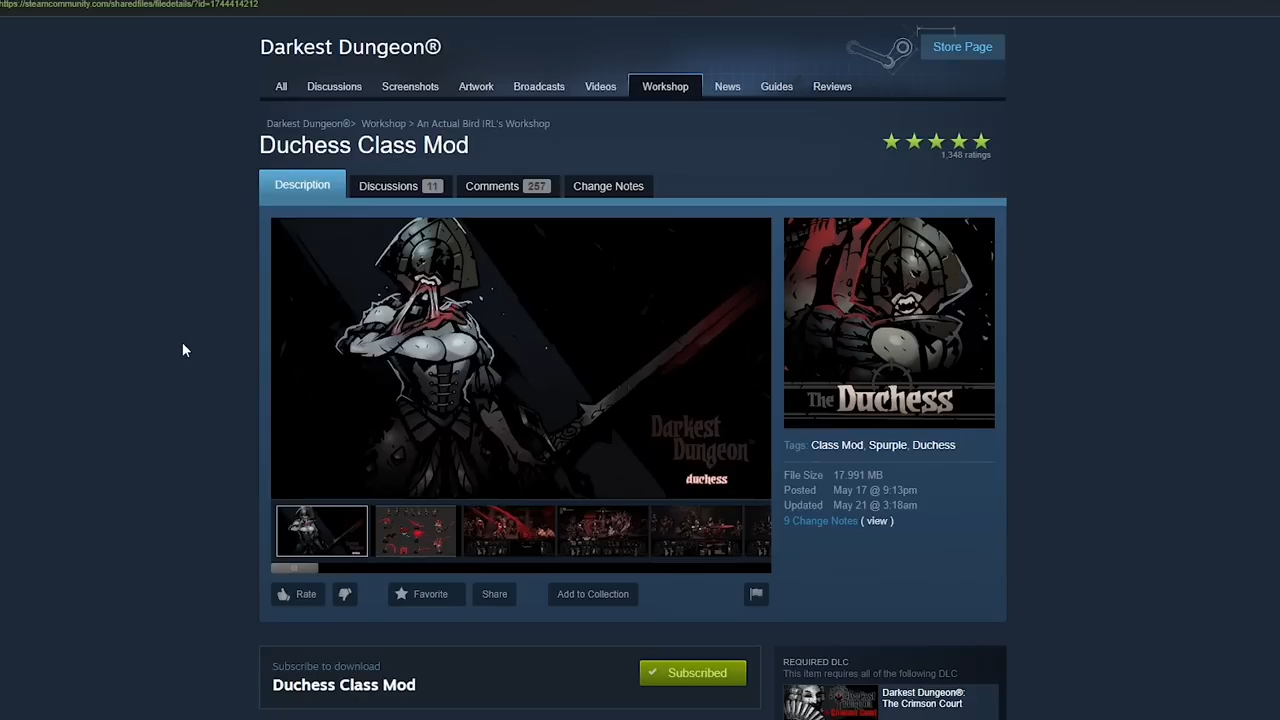 https://steamcommunity.com/sharedfiles/filedetails/?id=1744414212
Darkest Dungeon®
Store Page
All Discussions Screenshots Artwork Broadcasts Videos Workshop News Guides Reviews
Darkest Dungeon®> Workshop > An Actual Bird IRL's Workshop
Duchess Class Mod
1,348 ratings
Description Discussions 11 Comments 257 Change Notes
Darkest
Dungeon
duchess
The Duchess
Tags: Class Mod, Spurple, Duchess
File Size 17.991 MB
Posted May 17 @ 9:13pm
Updated May 21 @ 3:18am
9 Change Notes ( view )
Rate Favorite Share Add to Collection
Subscribe to download
Duchess Class Mod
Subscribed
REQUIRED DLC
This item requires all of the following DLC
Darkest Dungeon®:
The Crimson Court